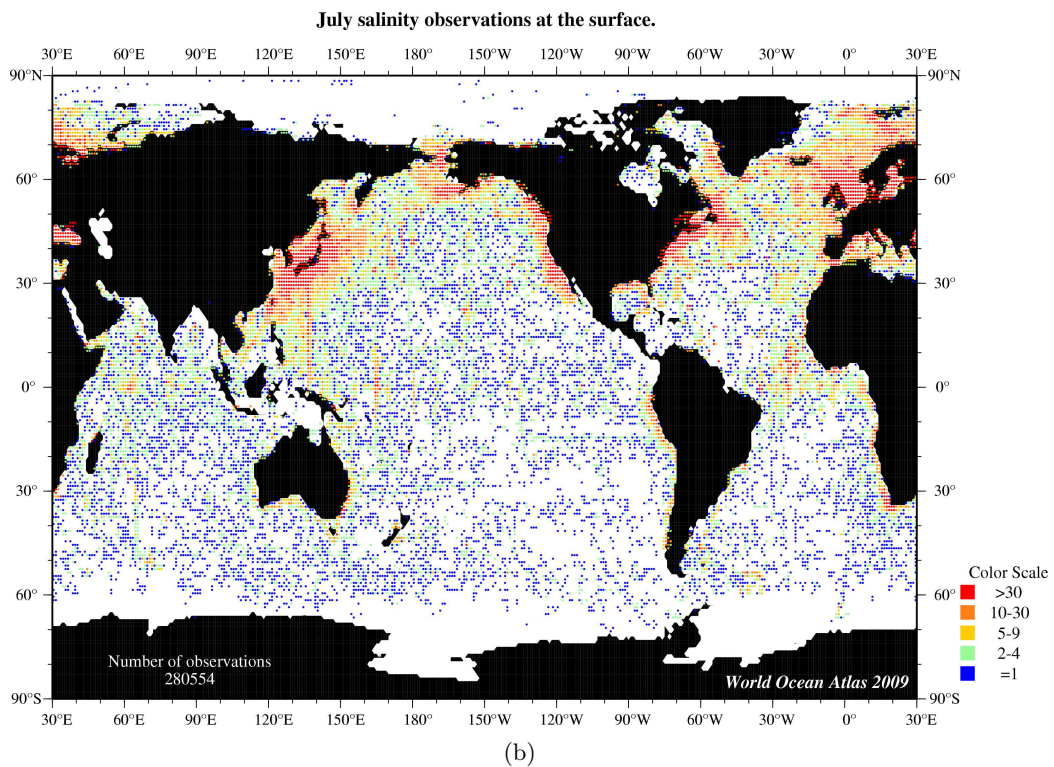 July salinity observations at the surface.
30°E 60°E 90°E 120°E 150°E 180° 150°W 120°W 90°W 60°W 30°W 0° 30°E
90°N 90°N
60° 60°
30° 30°
0° 0°
30° 30°
60° 60°
90°S 90°S
Color Scale
>30
10-30
5-9
2-4
=1
Number of observations
280554
World Ocean Atlas 2009
30°E 60°E 90°E 120°E 150°E 180° 150°W 120°W 90°W 60°W 30°W 0° 30°E
(b)